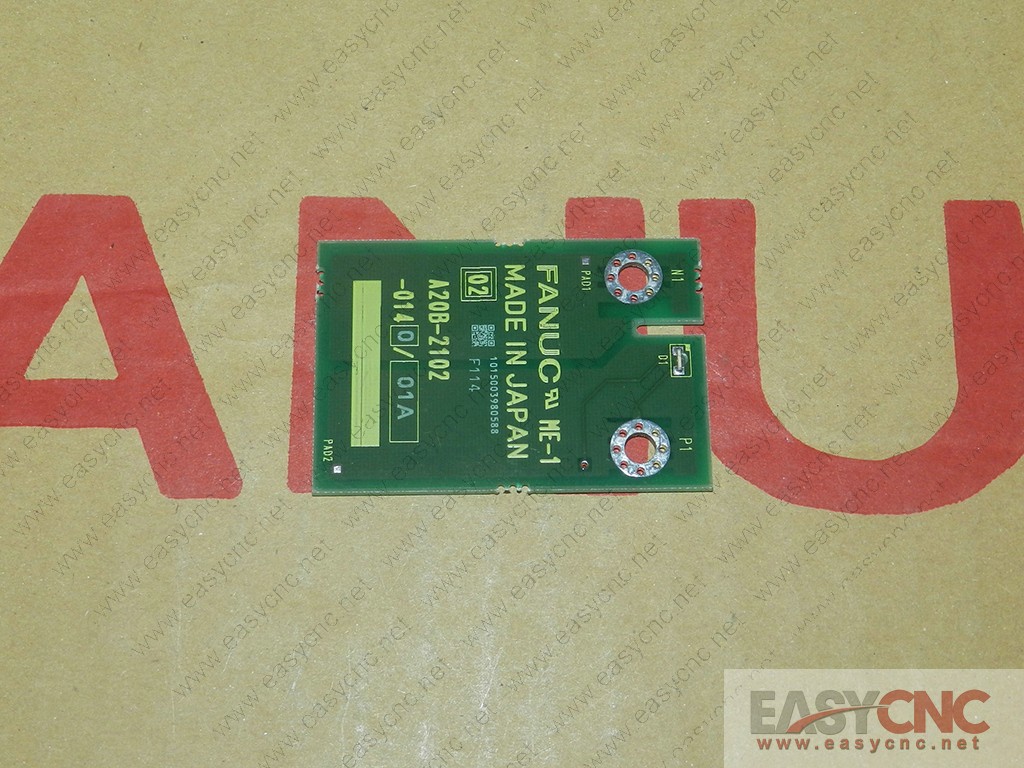 ANU
FANUC ME-1
MADE IN JAPAN
02
1015003980588
F114
A20B-2102
-0140/01A
PAD1
N1
D1
P1
PAD2
EASYCNC
www.easycnc.net